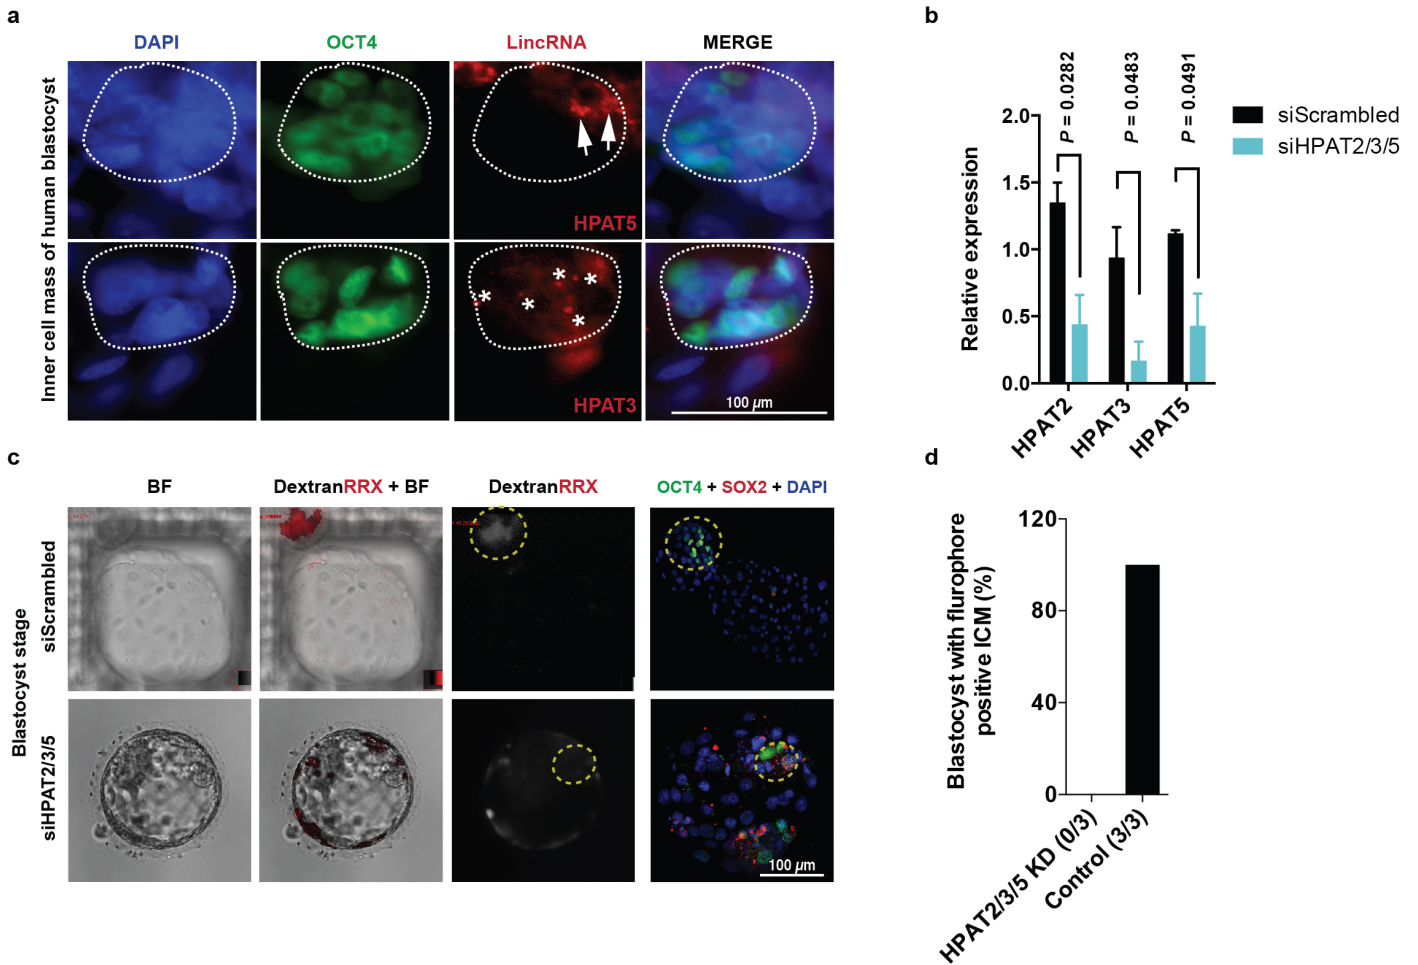 a
DAPI
OCT4
LincRNA
MERGE
Inner cell mass of human blastocyst
HPAT5
HPAT3
100 µm
b
P = 0.0282
P = 0.0483
P = 0.0491
siScrambled
siHPAT2/3/5
Relative expression
2.0
1.5
1.0
0.5
0.0
HPAT2
HPAT3
HPAT5
c
BF
DextranRRX + BF
DextranRRX
OCT4 + SOX2 + DAPI
Blastocyst stage
siScrambled
siHPAT2/3/5
100 µm
d
Blastocyst with flurophore
positive ICM (%)
120
80
40
0
HPAT2/3/5 KD (0/3)
Control (3/3)